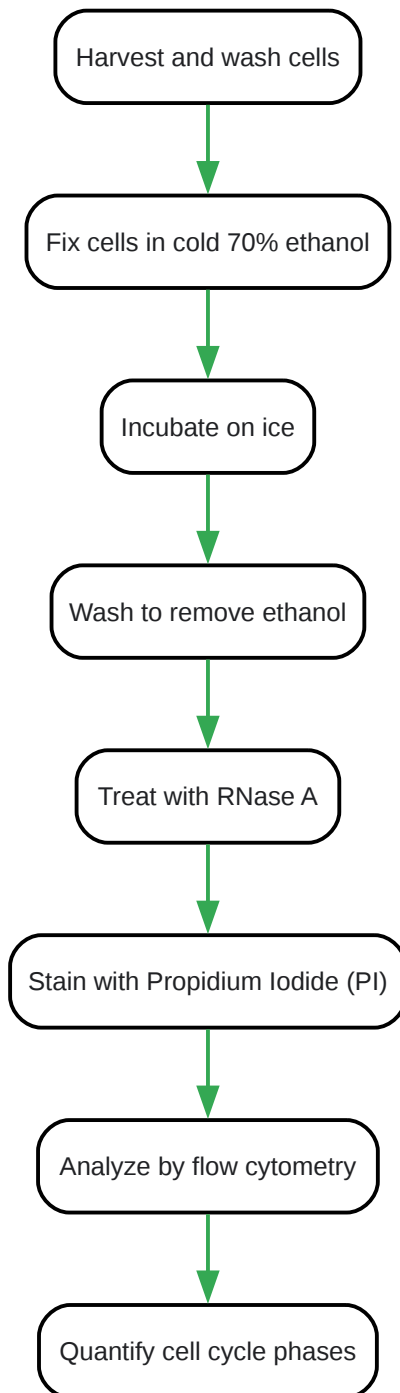 Harvest and wash cells
Fix cells in cold 70% ethanol
Incubate on ice
Wash to remove ethanol
Treat with RNase A
Stain with Propidium Iodide (PI)
Analyze by flow cytometry
Quantify cell cycle phases